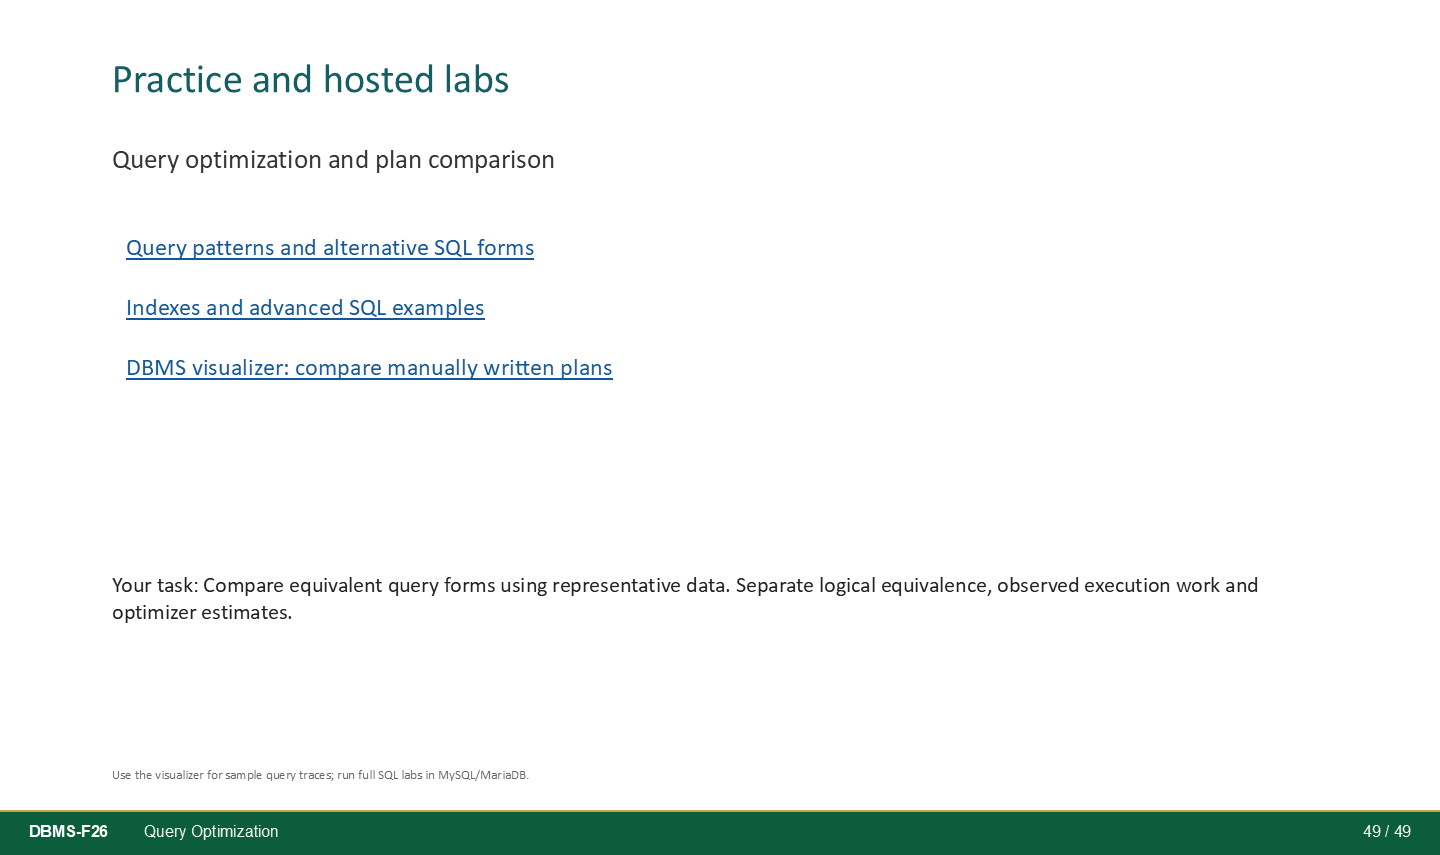 Practice and hosted labs
Query optimization and plan comparison
Query patterns and alternative SQL forms
Indexes and advanced SQL examples
DBMS visualizer: compare manually written plans
Your task: Compare equivalent query forms using representative data. Separate logical equivalence, observed execution work and
optimizer estimates.
Use the visualizer for sample query traces; run full SQL labs in MySQL/MariaDB.
DBMS-F26 Query Optimization 49 / 49